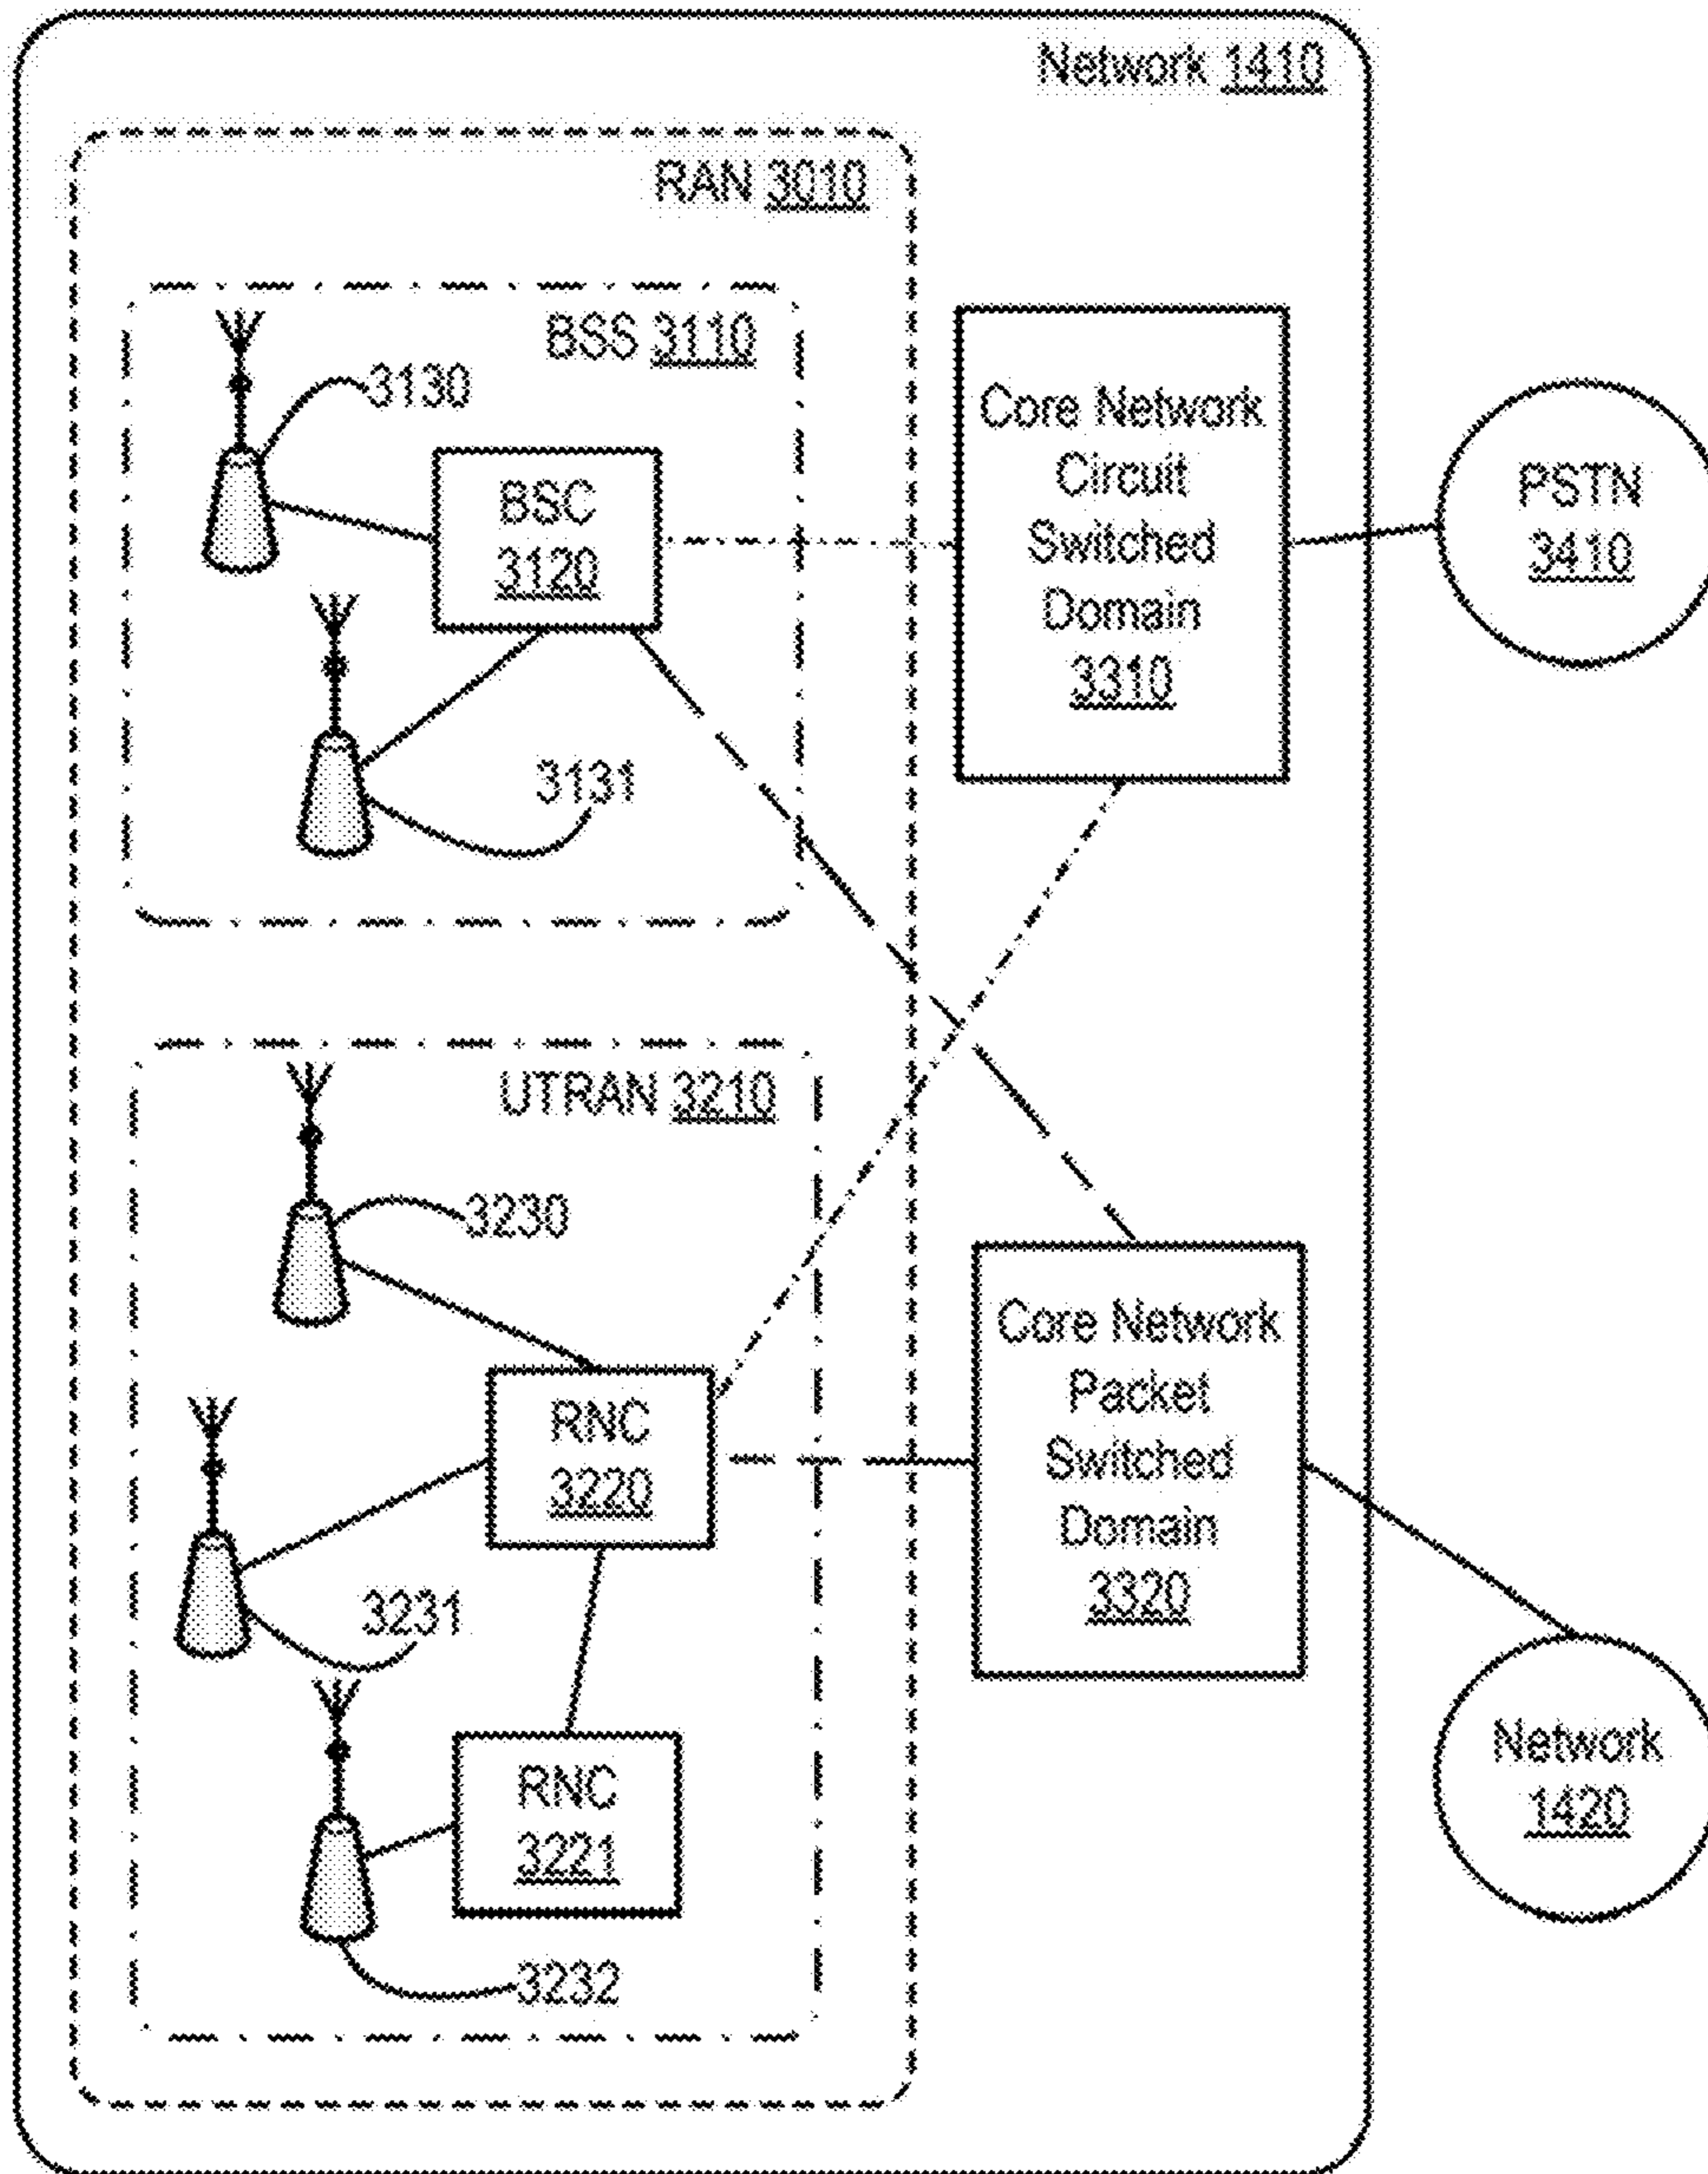 Network 1410
RAN 3010
BSS 3110
3130
BSC
3120
3131
Core Network
Circuit
Switched
Domain
3310
PSTN
3410
UTRAN 3210
3230
RNC
3220
3231
RNC
3221
3232
Core Network
Packet
Switched
Domain
3320
Network
1420